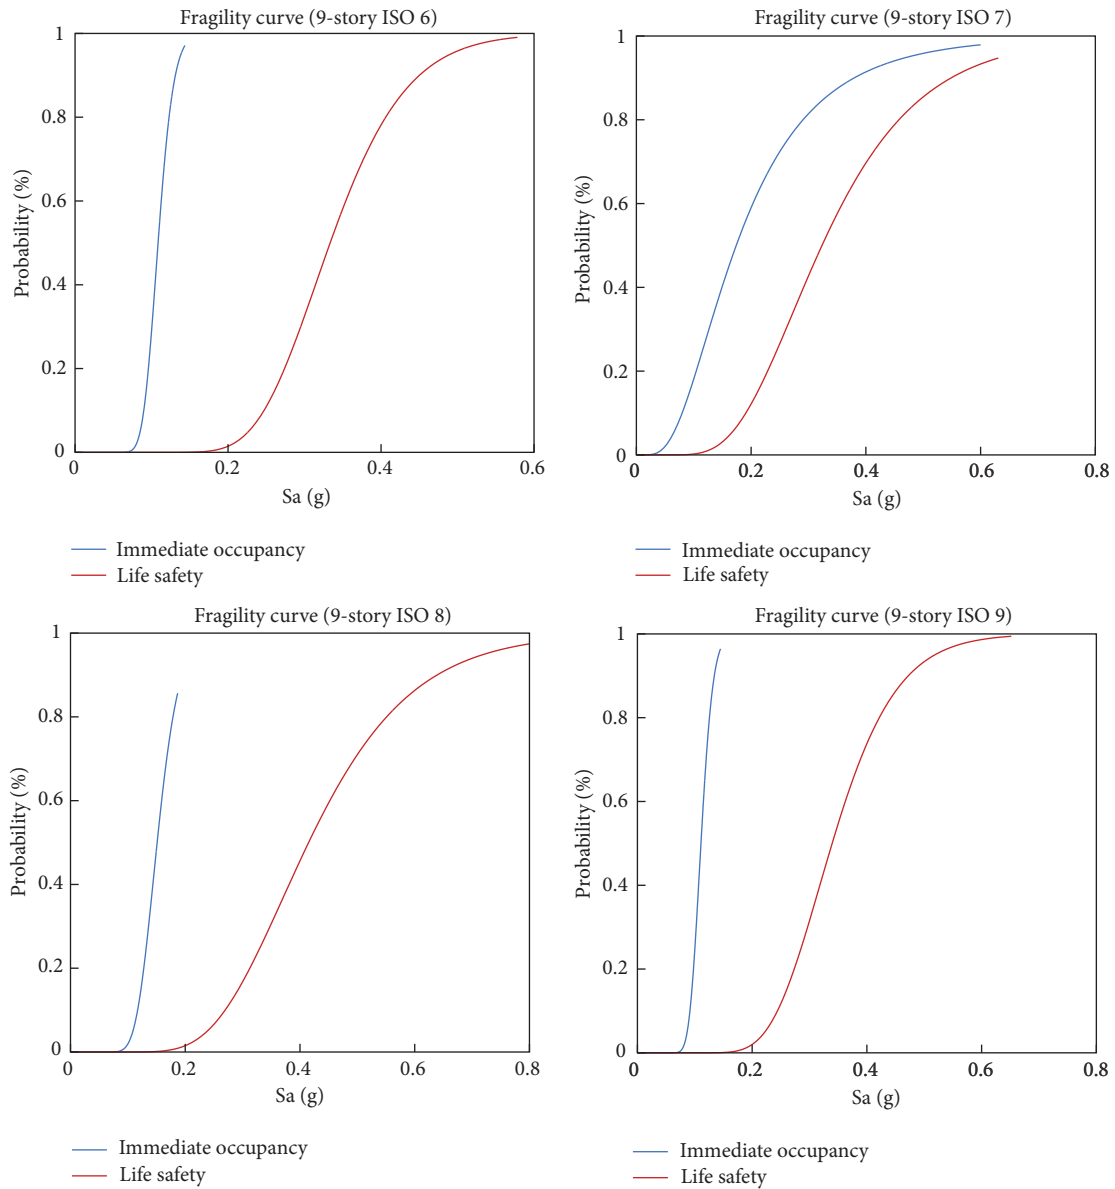 Fragility curve (9-story ISO 6)
1
0.8
0.6
0.4
0.2
0
Probability (%)
0 0.2 0.4 0.6
Sa (g)
Immediate occupancy
Life safety
Fragility curve (9-story ISO 7)
1
0.8
0.6
0.4
0.2
0
Probability (%)
0 0.2 0.4 0.6 0.8
Sa (g)
Immediate occupancy
Life safety
Fragility curve (9-story ISO 8)
1
0.8
0.6
0.4
0.2
0
Probability (%)
0 0.2 0.4 0.6 0.8
Sa (g)
Immediate occupancy
Life safety
Fragility curve (9-story ISO 9)
1
0.8
0.6
0.4
0.2
0
Probability (%)
0 0.2 0.4 0.6 0.8
Sa (g)
Immediate occupancy
Life safety